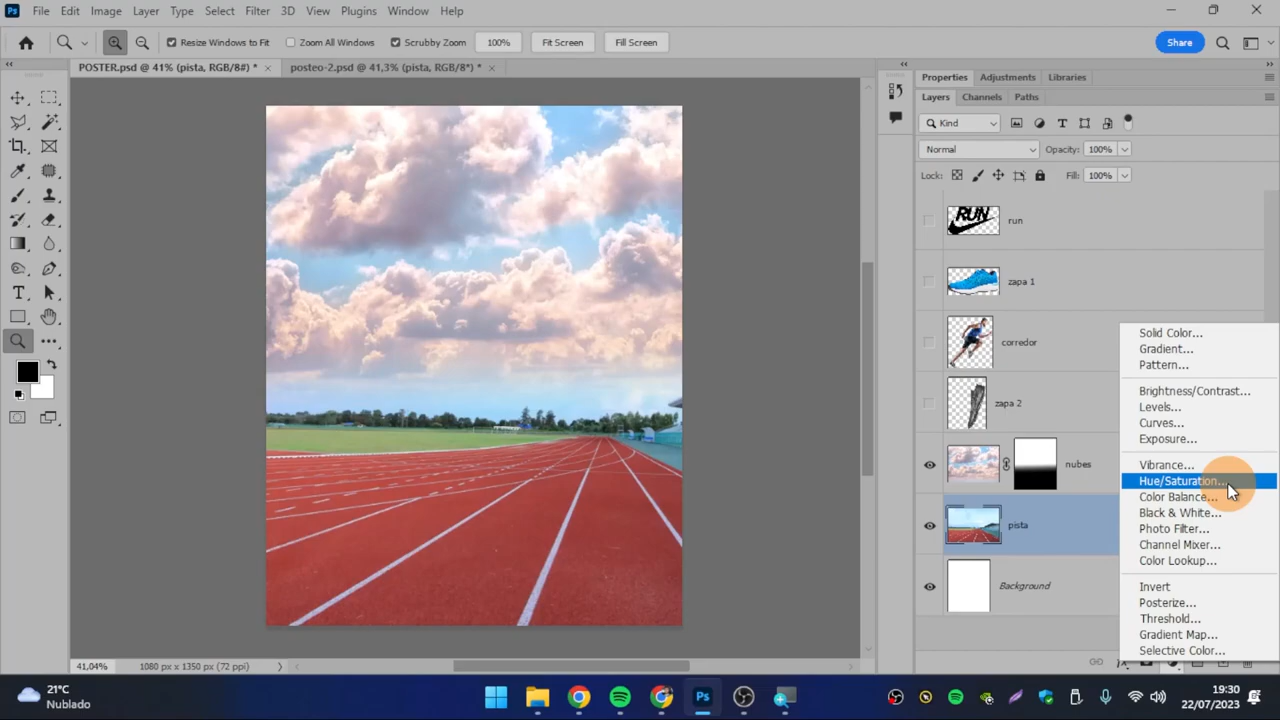 Ps File Edit Image Layer Type Select Filter 3D View Plugins Window Help
Resize Windows to Fit Zoom All Windows Scrubby Zoom 100% Fit Screen Fill Screen Share
POSTER.psd @ 41% (pista, RGB/8#) * × posteo-2.psd @ 41,3% (pista, RGB/8*) * ×
Properties Adjustments Libraries
Layers Channels Paths
Kind
Normal Opacity: 100%
Lock: Fill: 100%
RUN
run
zapa 1
corredor
zapa 2
nubes
pista
Background
Solid Color...
Gradient...
Pattern...
Brightness/Contrast...
Levels...
Curves...
Exposure...
Vibrance...
Hue/Saturation...
Color Balance...
Black & White...
Photo Filter...
Channel Mixer...
Color Lookup...
Invert
Posterize...
Threshold...
Gradient Map...
Selective Color...
41,04% 1080 px x 1350 px (72 ppi)
21°C
Nublado
Ps
19:30
22/07/2023